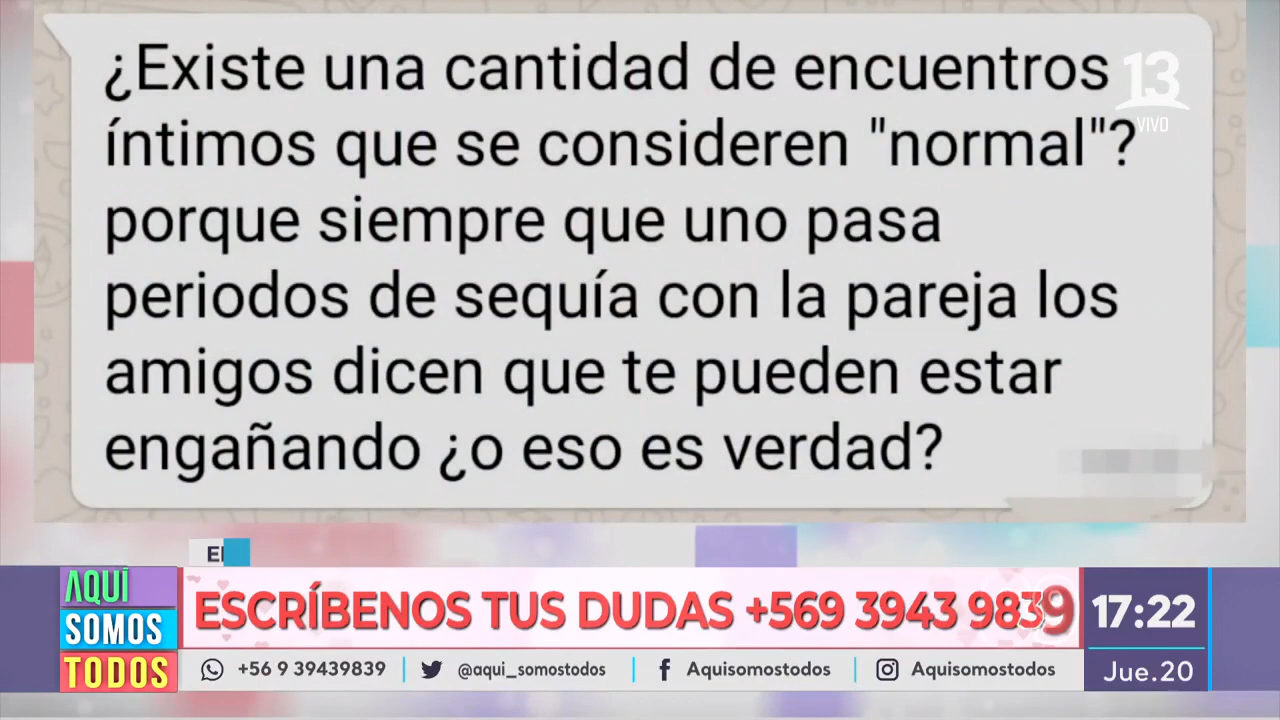 ¿Existe una cantidad de encuentros
íntimos que se consideren "normal"?
porque siempre que uno pasa
periodos de sequía con la pareja los
amigos dicen que te pueden estar
engañando ¿o eso es verdad?
13
VIVO
AQUÍ
SOMOS
TODOS
ESCRÍBENOS TUS DUDAS +569 3943 9839
17:22
+56 9 39439839
@aqui_somostodos
Aquisomostodos
Aquisomostodos
Jue.20